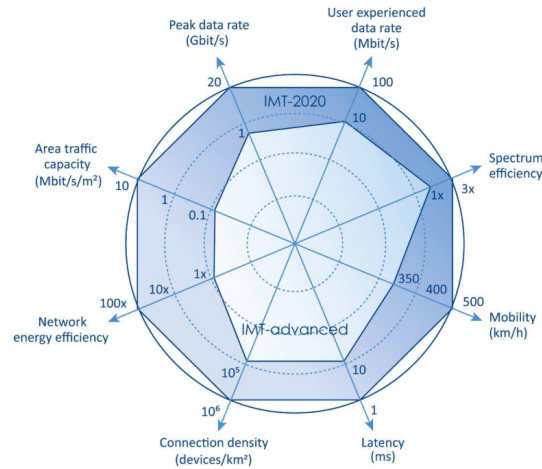 Peak data rate
(Gbit/s)
User experienced
data rate
(Mbit/s)
20
100
IMT-2020
1
10
Area traffic
capacity
(Mbit/s/m²)
10
1
0.1
Spectrum
efficiency
1x
3x
1x
10x
100x
350
400
500
Network
energy efficiency
Mobility
(km/h)
IMT-advanced
10⁵
10
10⁶
1
Connection density
(devices/km²)
Latency
(ms)